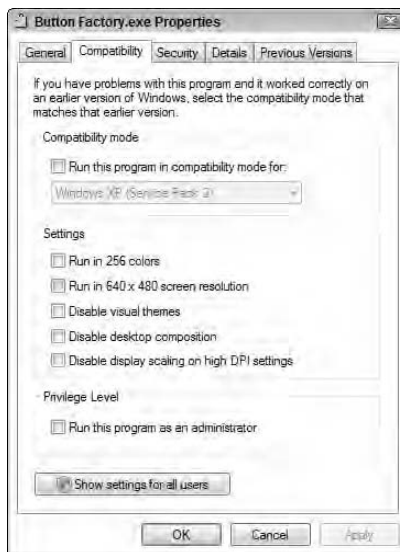 Button Factory.exe Properties
General Compatibility Security Details Previous Versions
If you have problems with this program and it worked correctly on
an earlier version of Windows, select the compatibility mode that
matches that earlier version.
Compatibility mode
Run this program in compatibility mode for:
Windows XP (Service Pack 2)
Settings
Run in 256 colors
Run in 640 x 480 screen resolution
Disable visual themes
Disable desktop composition
Disable display scaling on high DPI settings
Privilege Level
Run this program as an administrator
Show settings for all users
OK Cancel Apply